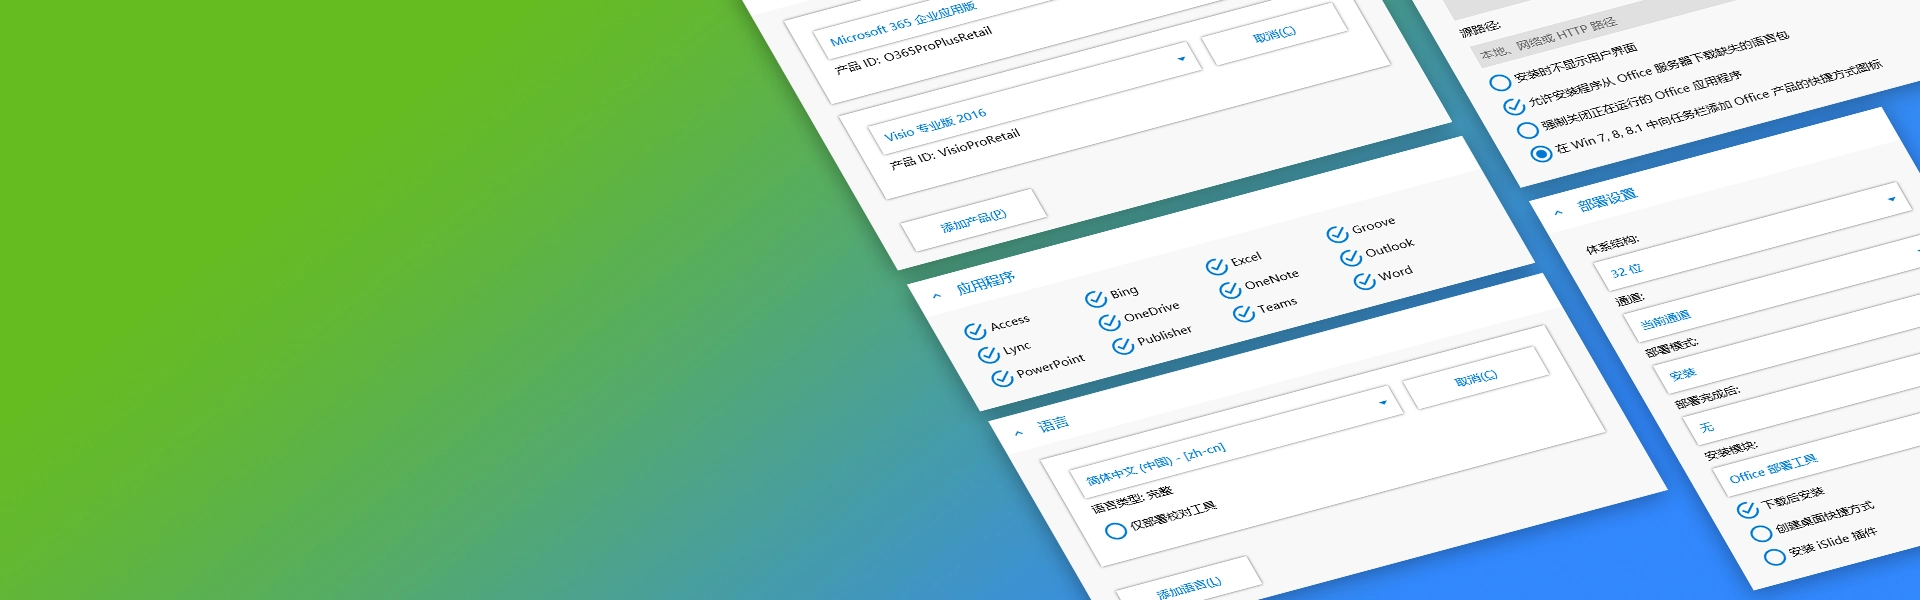 Microsoft 365 企业应用版
产品 ID: O365ProPlusRetail
取消(C)
Visio 专业版 2016
产品 ID: VisioProRetail
添加产品(P)
应用程序
Access
Bing
Excel
Groove
Lync
OneDrive
OneNote
Outlook
PowerPoint
Publisher
Teams
Word
语言
简体中文 (中国) - [zh-cn]
取消(C)
语言类型: 完整
仅部署校对工具
添加语言(L)
源路径:
本地、网络或 HTTP 路径
安装时不显示用户界面
允许安装程序从 Office 服务器下载缺失的语言包
强制关闭正在运行的 Office 应用程序
在 Win 7, 8, 8.1 中向任务栏添加 Office 产品的快捷方式图标
部署设置
体系结构:
32 位
通道:
当前通道
部署模式:
安装
部署完成后:
无
安装模块:
Office 部署工具
下载后安装
创建桌面快捷方式
安装 iSlide 插件